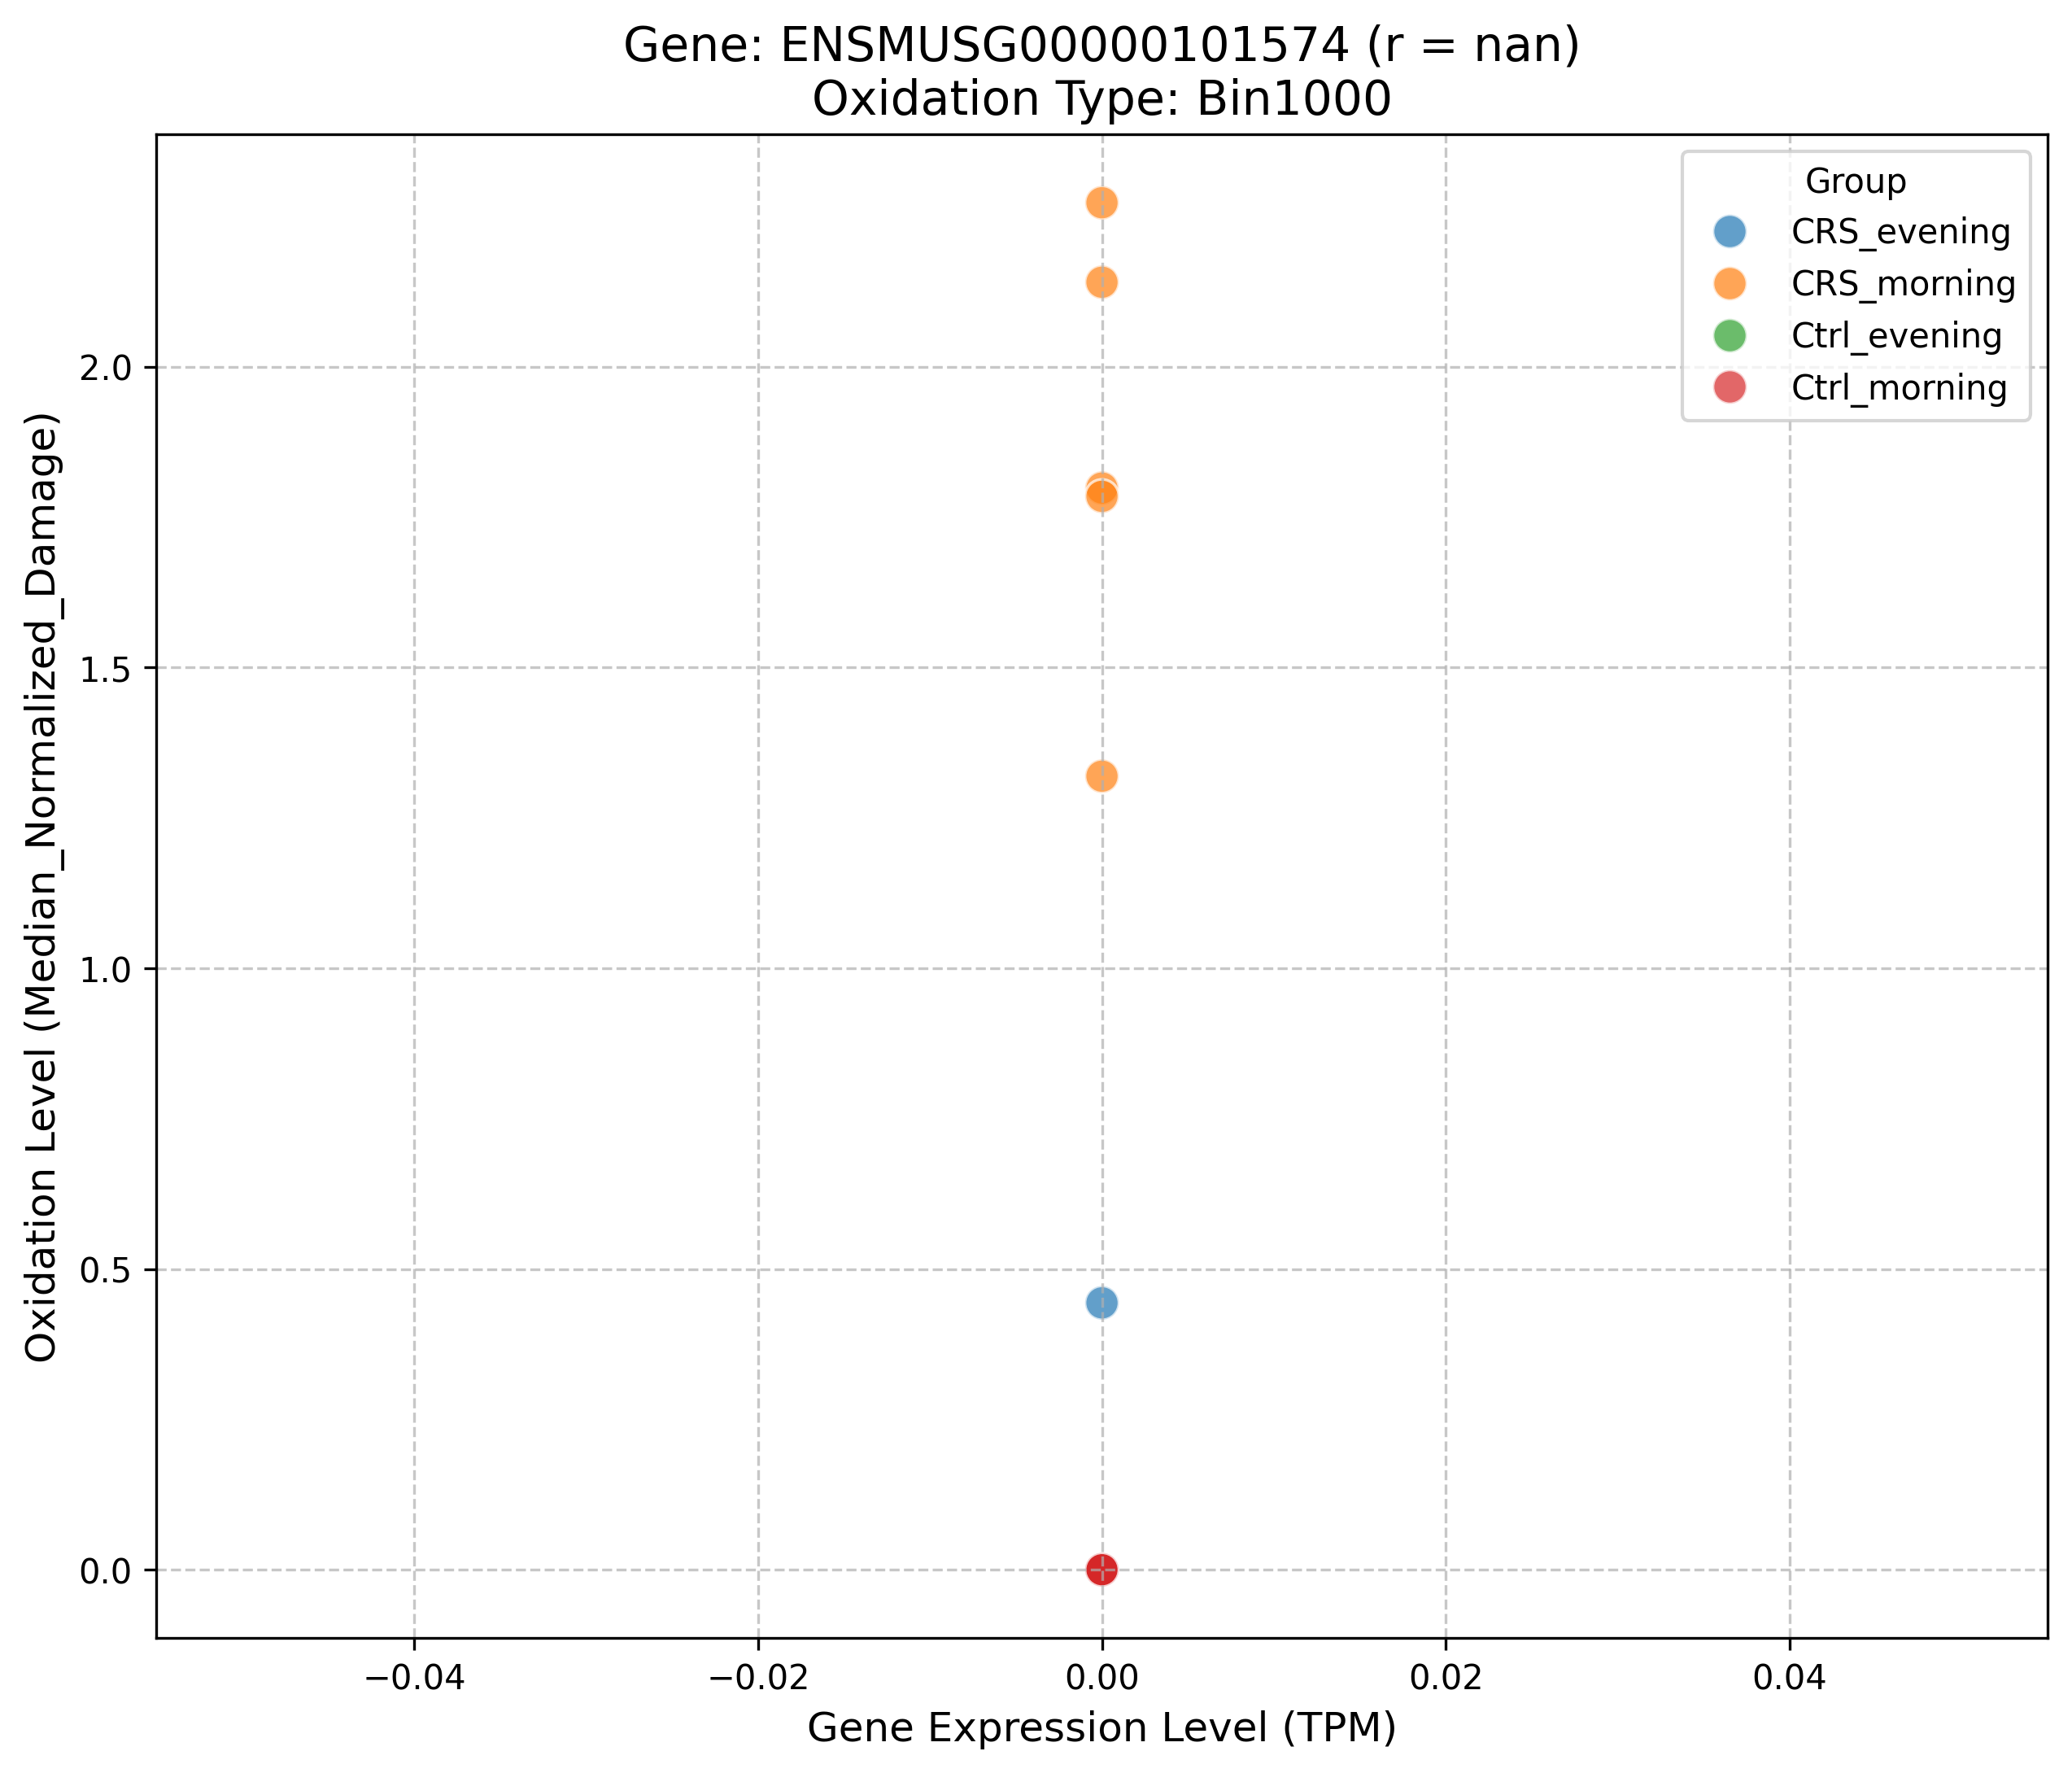 Gene: ENSMUSG00000101574 (r = nan)
Oxidation Type: Bin1000
Group
CRS_evening
CRS_morning
Ctrl_evening
Ctrl_morning
Oxidation Level (Median_Normalized_Damage)
2.0
1.5
1.0
0.5
0.0
−0.04
−0.02
0.00
0.02
0.04
Gene Expression Level (TPM)